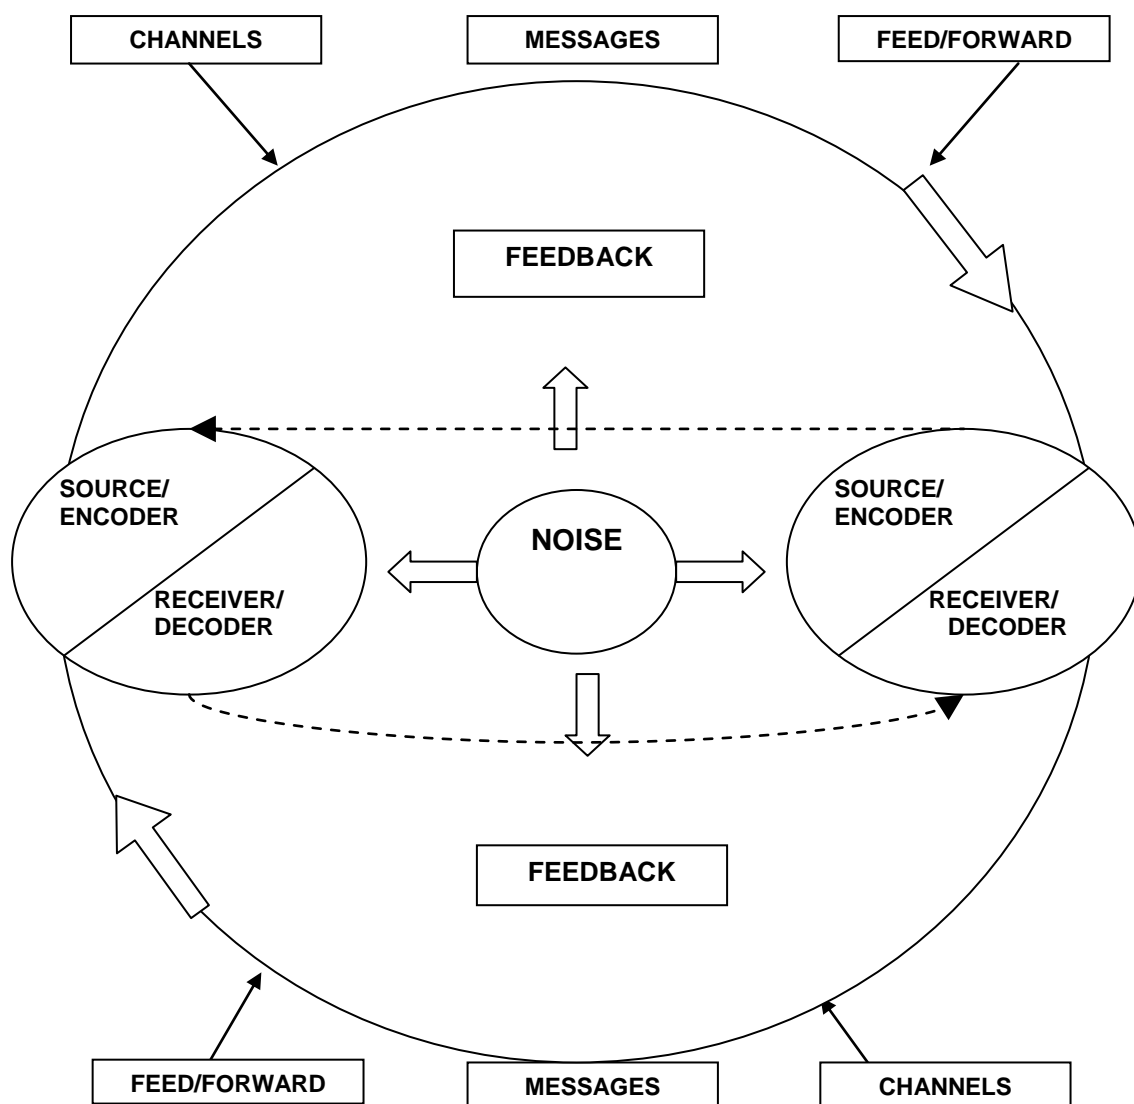 CHANNELS
MESSAGES
FEED/FORWARD
FEEDBACK
SOURCE/
ENCODER
RECEIVER/
DECODER
NOISE
SOURCE/
ENCODER
RECEIVER/
DECODER
FEEDBACK
FEED/FORWARD
MESSAGES
CHANNELS